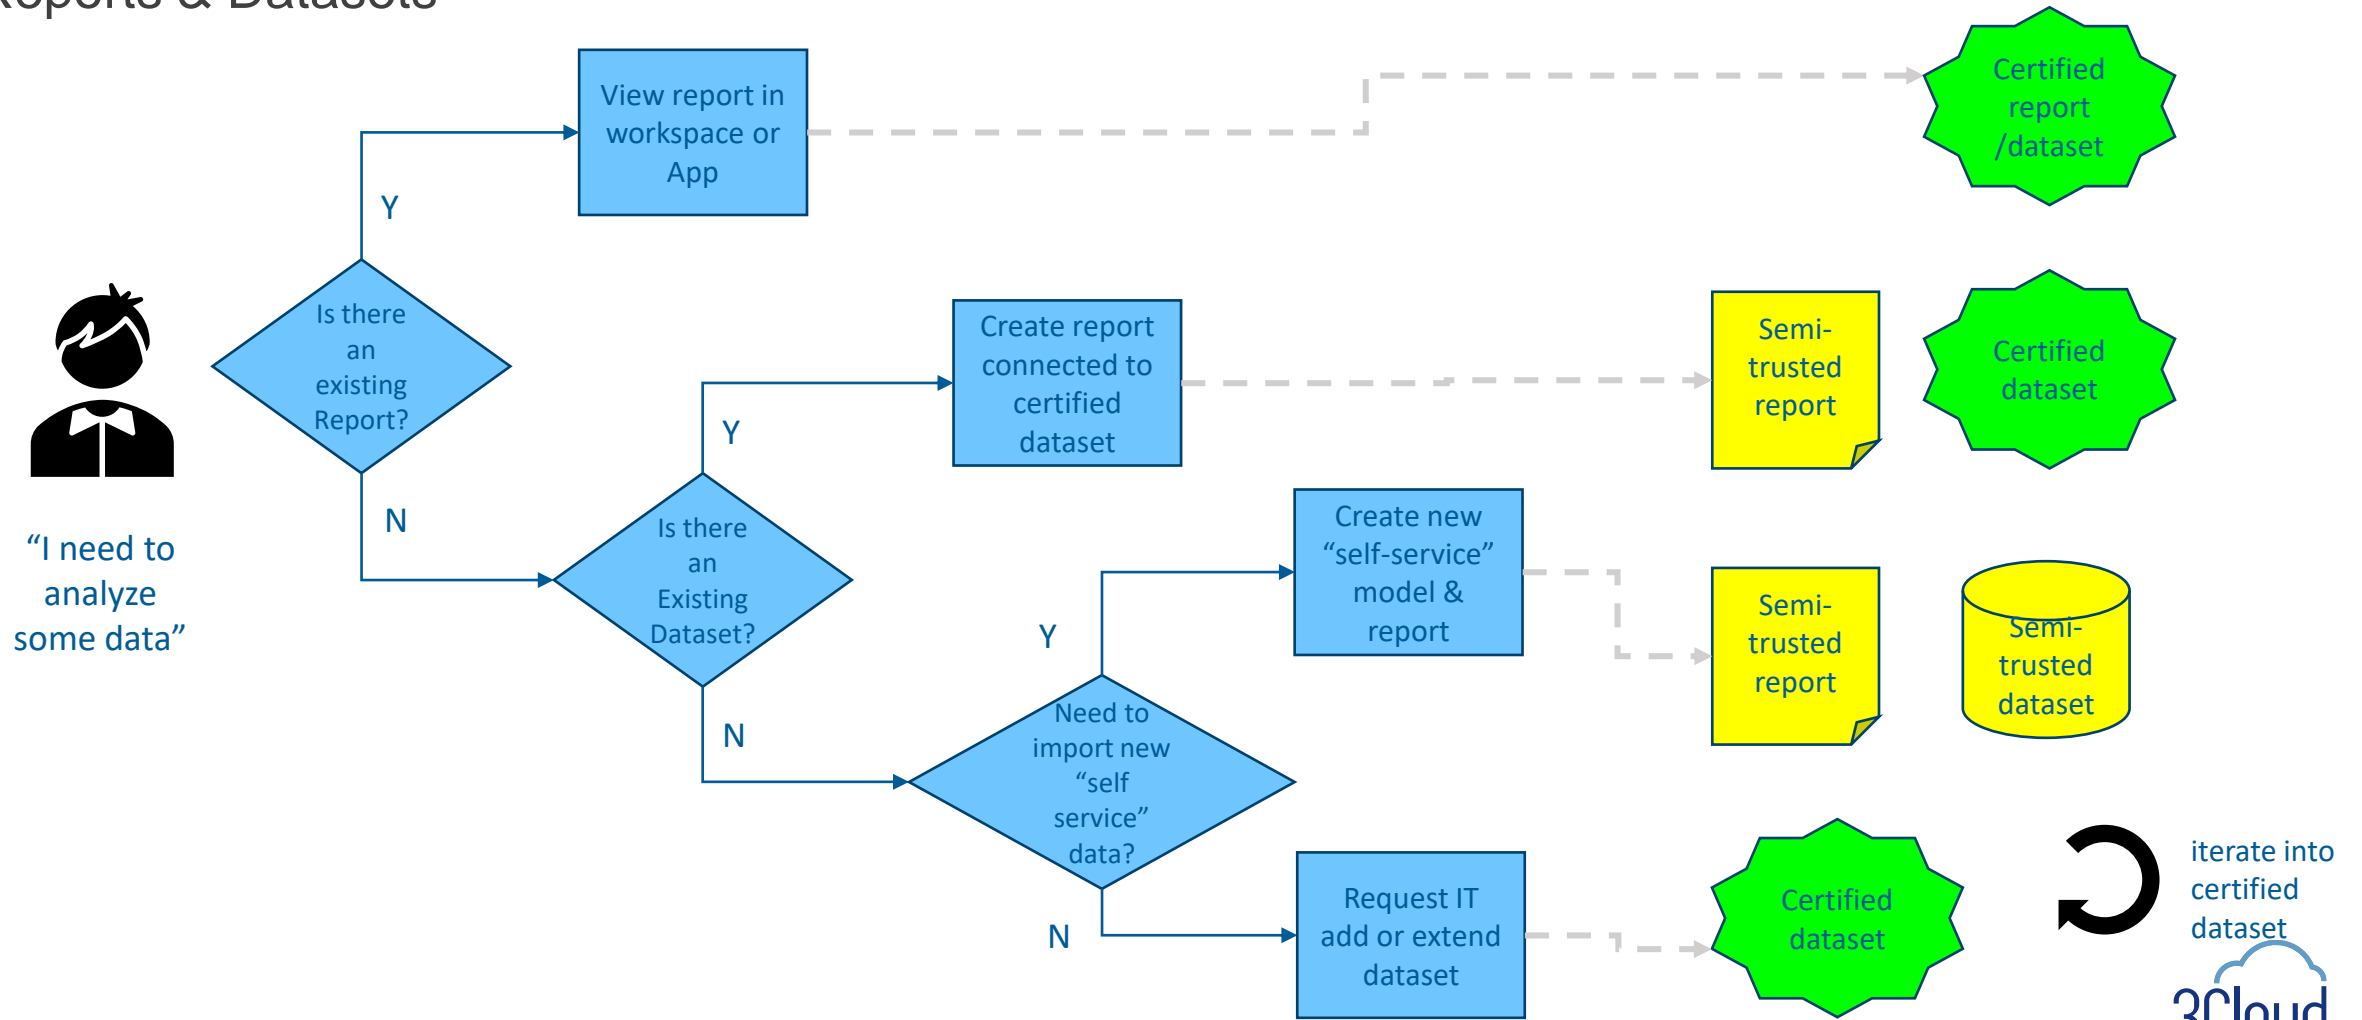 Reports & Datasets
View report in
workspace or
App
Certified
report
/dataset
Y
Is there
an
existing
Report?
N
“I need to
analyze
some data”
Create report
connected to
certified
dataset
Semi-
trusted
report
Certified
dataset
Y
Is there
an
Existing
Dataset?
N
Create new
“self-service”
model &
report
Semi-
trusted
report
Semi-
trusted
dataset
Y
Need to
import new
“self
service”
data?
N
Request IT
add or extend
dataset
Certified
dataset
iterate into
certified
dataset
3Cloud